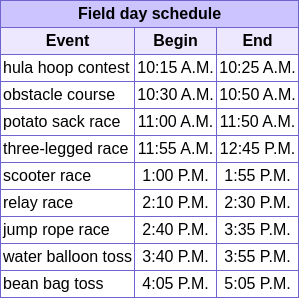 Field day schedule
Event Begin End
hula hoop contest 10:15 A.M. 10:25 A.M.
obstacle course 10:30 A.M. 10:50 A.M.
potato sack race 11:00 A.M. 11:50 A.M.
three-legged race 11:55 A.M. 12:45 P.M.
scooter race 1:00 P.M. 1:55 P.M.
relay race 2:10 P.M. 2:30 P.M.
jump rope race 2:40 P.M. 3:35 P.M.
water balloon toss 3:40 P.M. 3:55 P.M.
bean bag toss 4:05 P.M. 5:05 P.M.